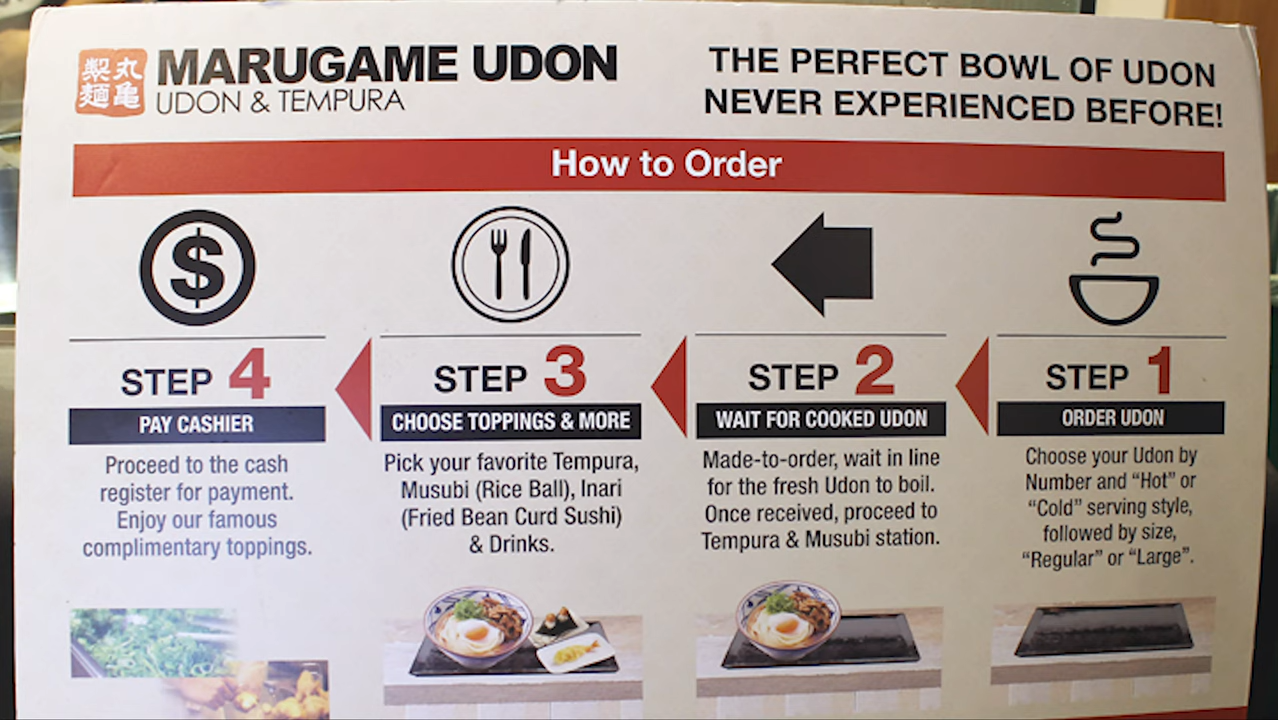 製丸
麺亀
MARUGAME UDON
UDON & TEMPURA
THE PERFECT BOWL OF UDON
NEVER EXPERIENCED BEFORE!
How to Order
$
STEP 4
PAY CASHIER
Proceed to the cash
register for payment.
Enjoy our famous
complimentary toppings.
STEP 3
CHOOSE TOPPINGS & MORE
Pick your favorite Tempura,
Musubi (Rice Ball), Inari
(Fried Bean Curd Sushi)
& Drinks.
STEP 2
WAIT FOR COOKED UDON
Made-to-order, wait in line
for the fresh Udon to boil.
Once received, proceed to
Tempura & Musubi station.
STEP 1
ORDER UDON
Choose your Udon by
Number and “Hot” or
“Cold” serving style,
followed by size,
“Regular” or “Large”.